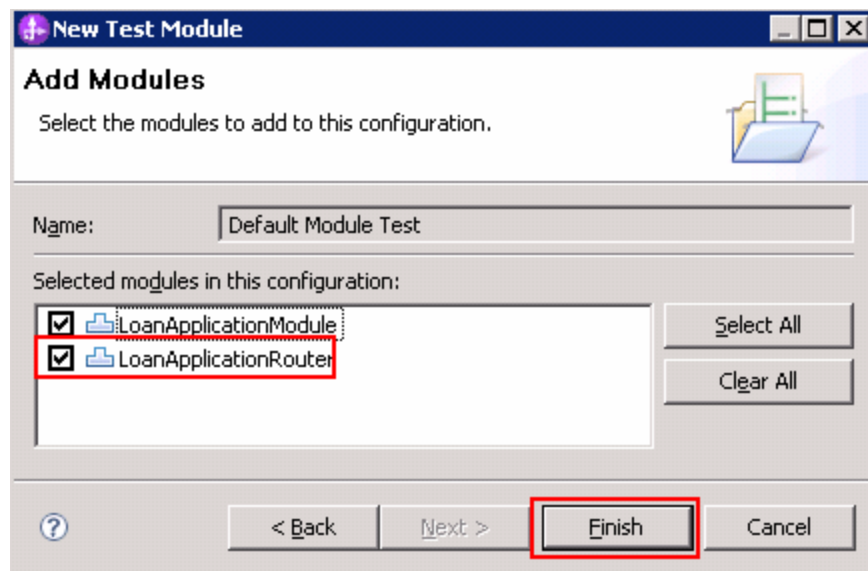 New Test Module
Add Modules
Select the modules to add to this configuration.
Name: Default Module Test
Selected modules in this configuration:
LoanApplicationModule
LoanApplicationRouter
Select All
Clear All
? < Back Next > Finish Cancel